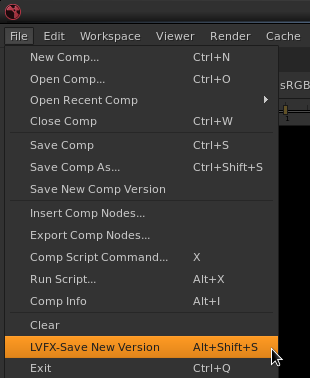 File Edit Workspace Viewer Render Cache
New Comp... Ctrl+N
Open Comp... Ctrl+O
Open Recent Comp
Close Comp Ctrl+W
Save Comp Ctrl+S
Save Comp As... Ctrl+Shift+S
Save New Comp Version
Insert Comp Nodes...
Export Comp Nodes...
Comp Script Command... X
Run Script... Alt+X
Comp Info Alt+I
Clear
LVFX-Save New Version Alt+Shift+S
Exit Ctrl+Q
sRGB